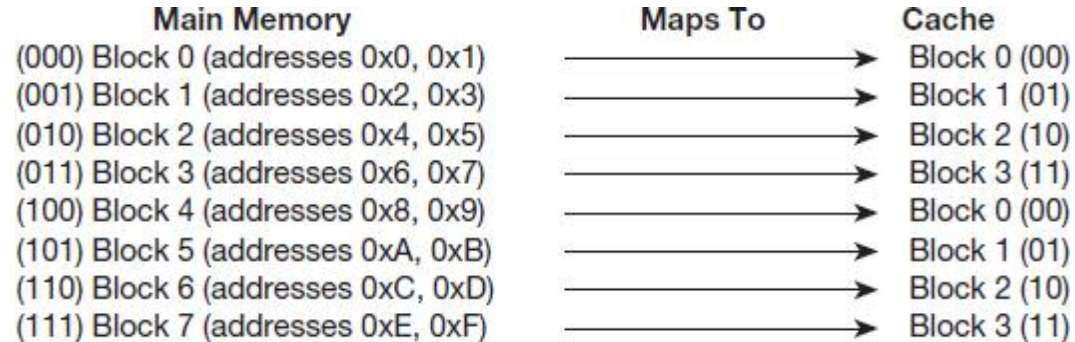 Main Memory Maps To Cache
(000) Block 0 (addresses 0x0, 0x1) Block 0 (00)
(001) Block 1 (addresses 0x2, 0x3) Block 1 (01)
(010) Block 2 (addresses 0x4, 0x5) Block 2 (10)
(011) Block 3 (addresses 0x6, 0x7) Block 3 (11)
(100) Block 4 (addresses 0x8, 0x9) Block 0 (00)
(101) Block 5 (addresses 0xA, 0xB) Block 1 (01)
(110) Block 6 (addresses 0xC, 0xD) Block 2 (10)
(111) Block 7 (addresses 0xE, 0xF) Block 3 (11)